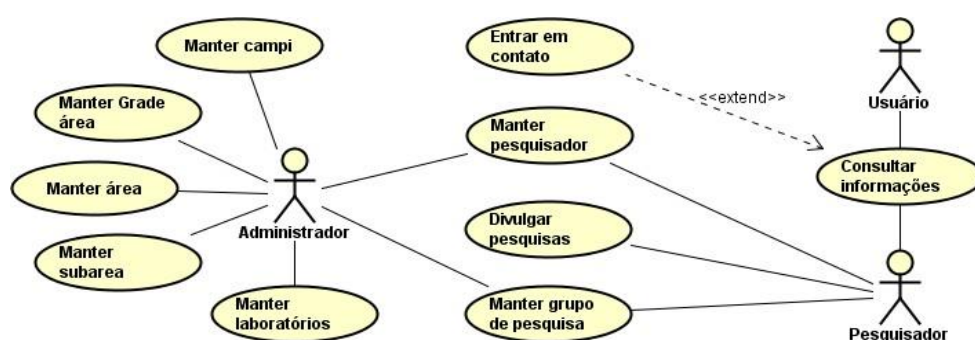 Manter campi
Entrar em
contato
Usuário
<<extend>>
Manter Grade
área
Manter
pesquisador
Consultar
informações
Manter área
Administrador
Divulgar
pesquisas
Manter
subarea
Manter
laboratórios
Manter grupo
de pesquisa
Pesquisador